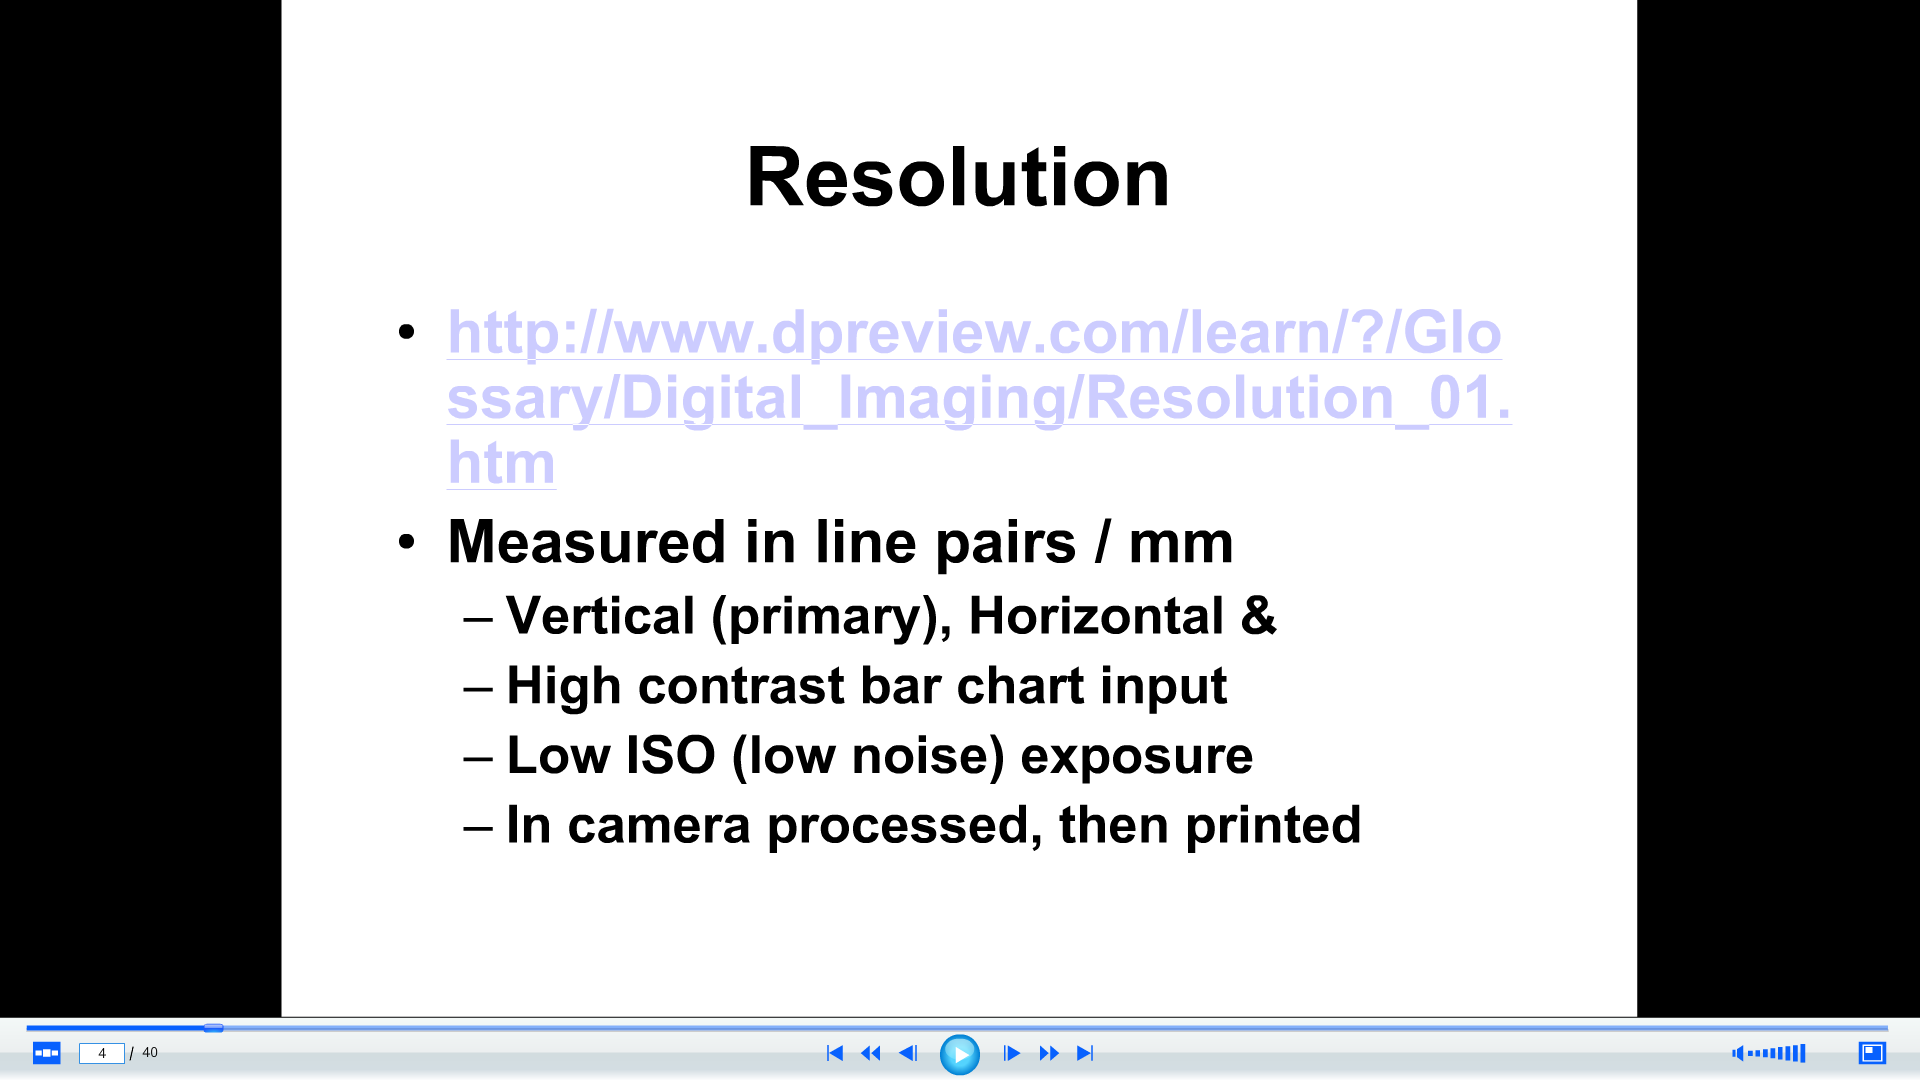 Resolution
• http://www.dpreview.com/learn/?/Glo
ssary/Digital_Imaging/Resolution_01.
htm
• Measured in line pairs / mm
– Vertical (primary), Horizontal &
– High contrast bar chart input
– Low ISO (low noise) exposure
– In camera processed, then printed
4 / 40